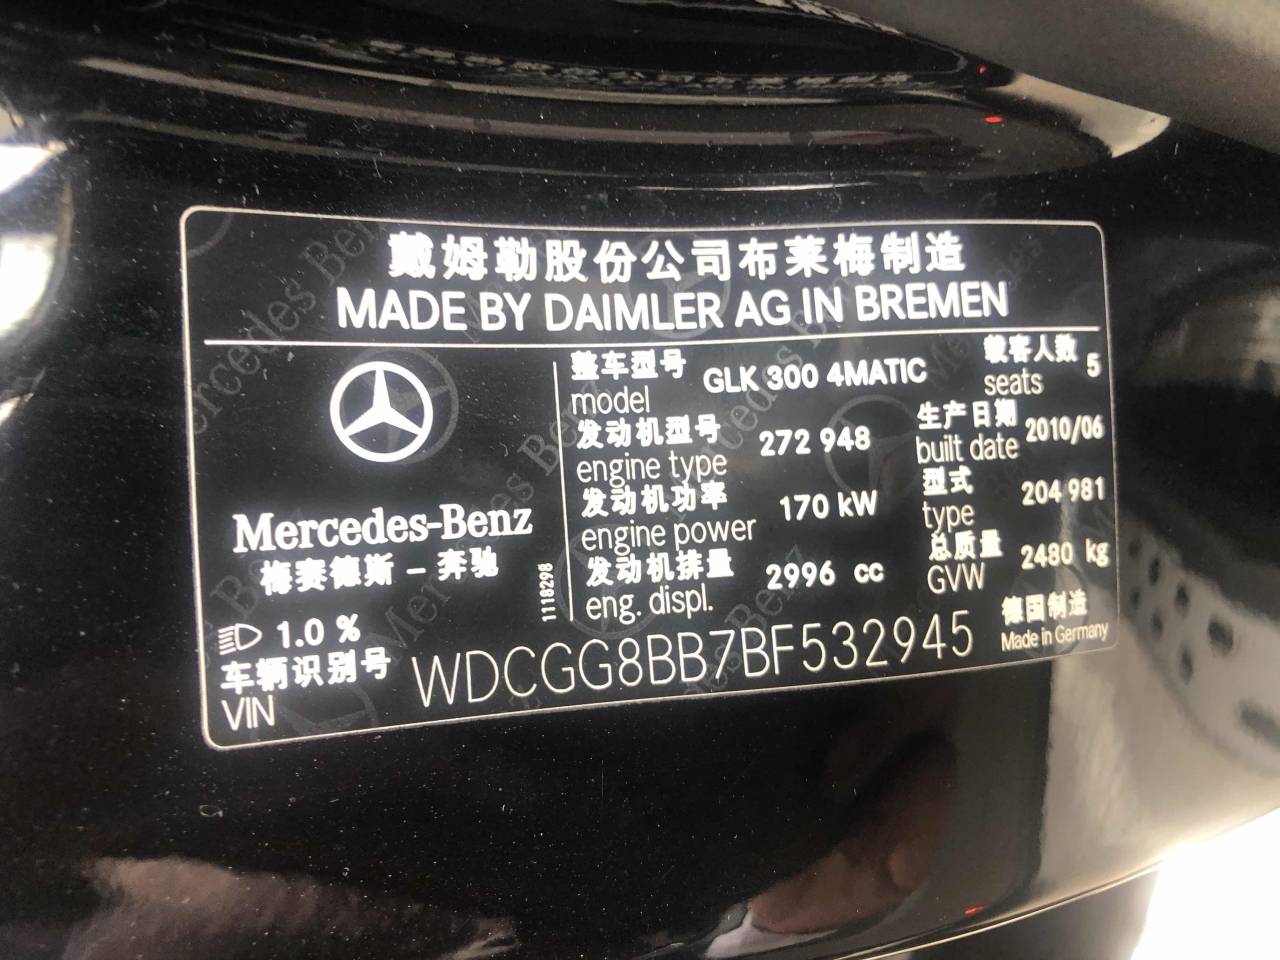 戴姆勒股份公司布莱梅制造
MADE BY DAIMLER AG IN BREMEN
整车型号 GLK 300 4MATIC 载客人数 5
model seats
发动机型号 272 948 生产日期 2010/06
engine type built date
发动机功率 170 kW 型式 204 981
engine power type
发动机排量 2996 cc 总质量 2480 kg
eng. displ. GVW
Mercedes-Benz
梅赛德斯 – 奔驰
1118298
1.0 %
车辆识别号 WDCGG8BB7BF532945 德国制造
VIN Made in Germany